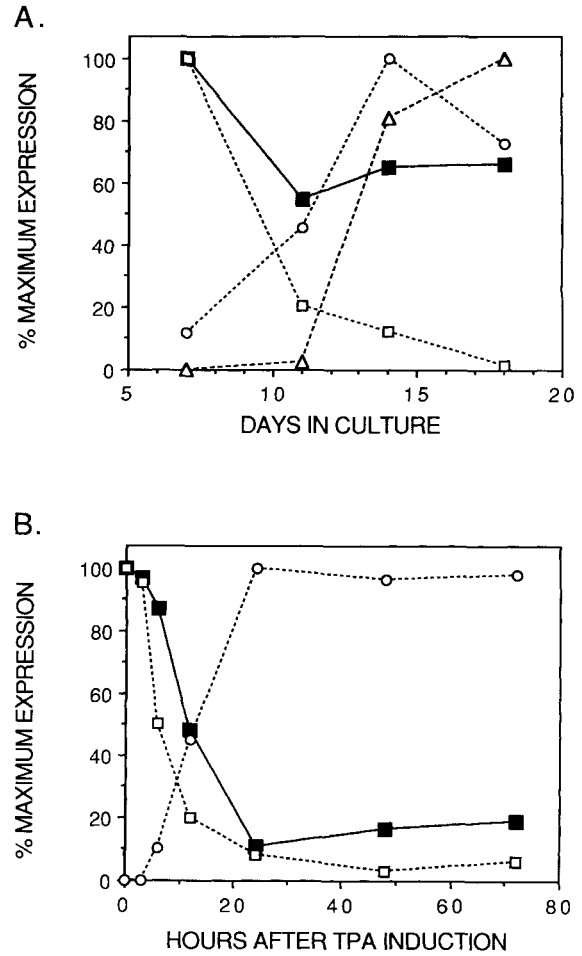 A.
% MAXIMUM EXPRESSION
100
80
60
40
20
0
5 10 15 20
DAYS IN CULTURE
B.
% MAXIMUM EXPRESSION
100
80
60
40
20
0
0 20 40 60 80
HOURS AFTER TPA INDUCTION